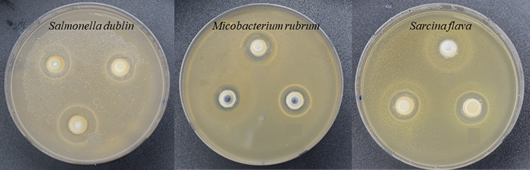 Salmonella dublin
Micobacterium rubrum
Sarcina flava